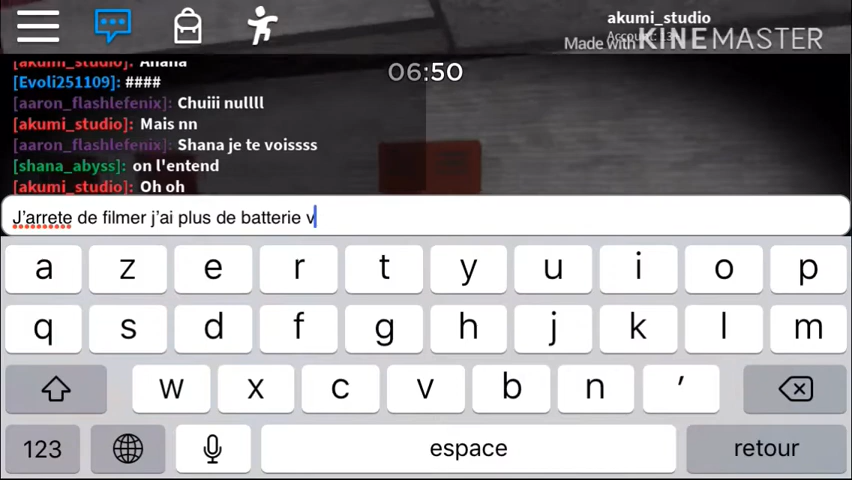 akumi_studio
Made with KINEMASTER
[akumi_studio]: Ahaha
06:50
[Evoli251109]: ####
[aaron_flashlefenix]: Chuiii nullll
[akumi_studio]: Mais nn
[aaron_flashlefenix]: Shana je te voissss
[shana_abyss]: on l'entend
[akumi_studio]: Oh oh
J'arrete de filmer j'ai plus de batterie v
a z e r t y u i o p
q s d f g h j k l m
w x c v b n ’
123 espace retour